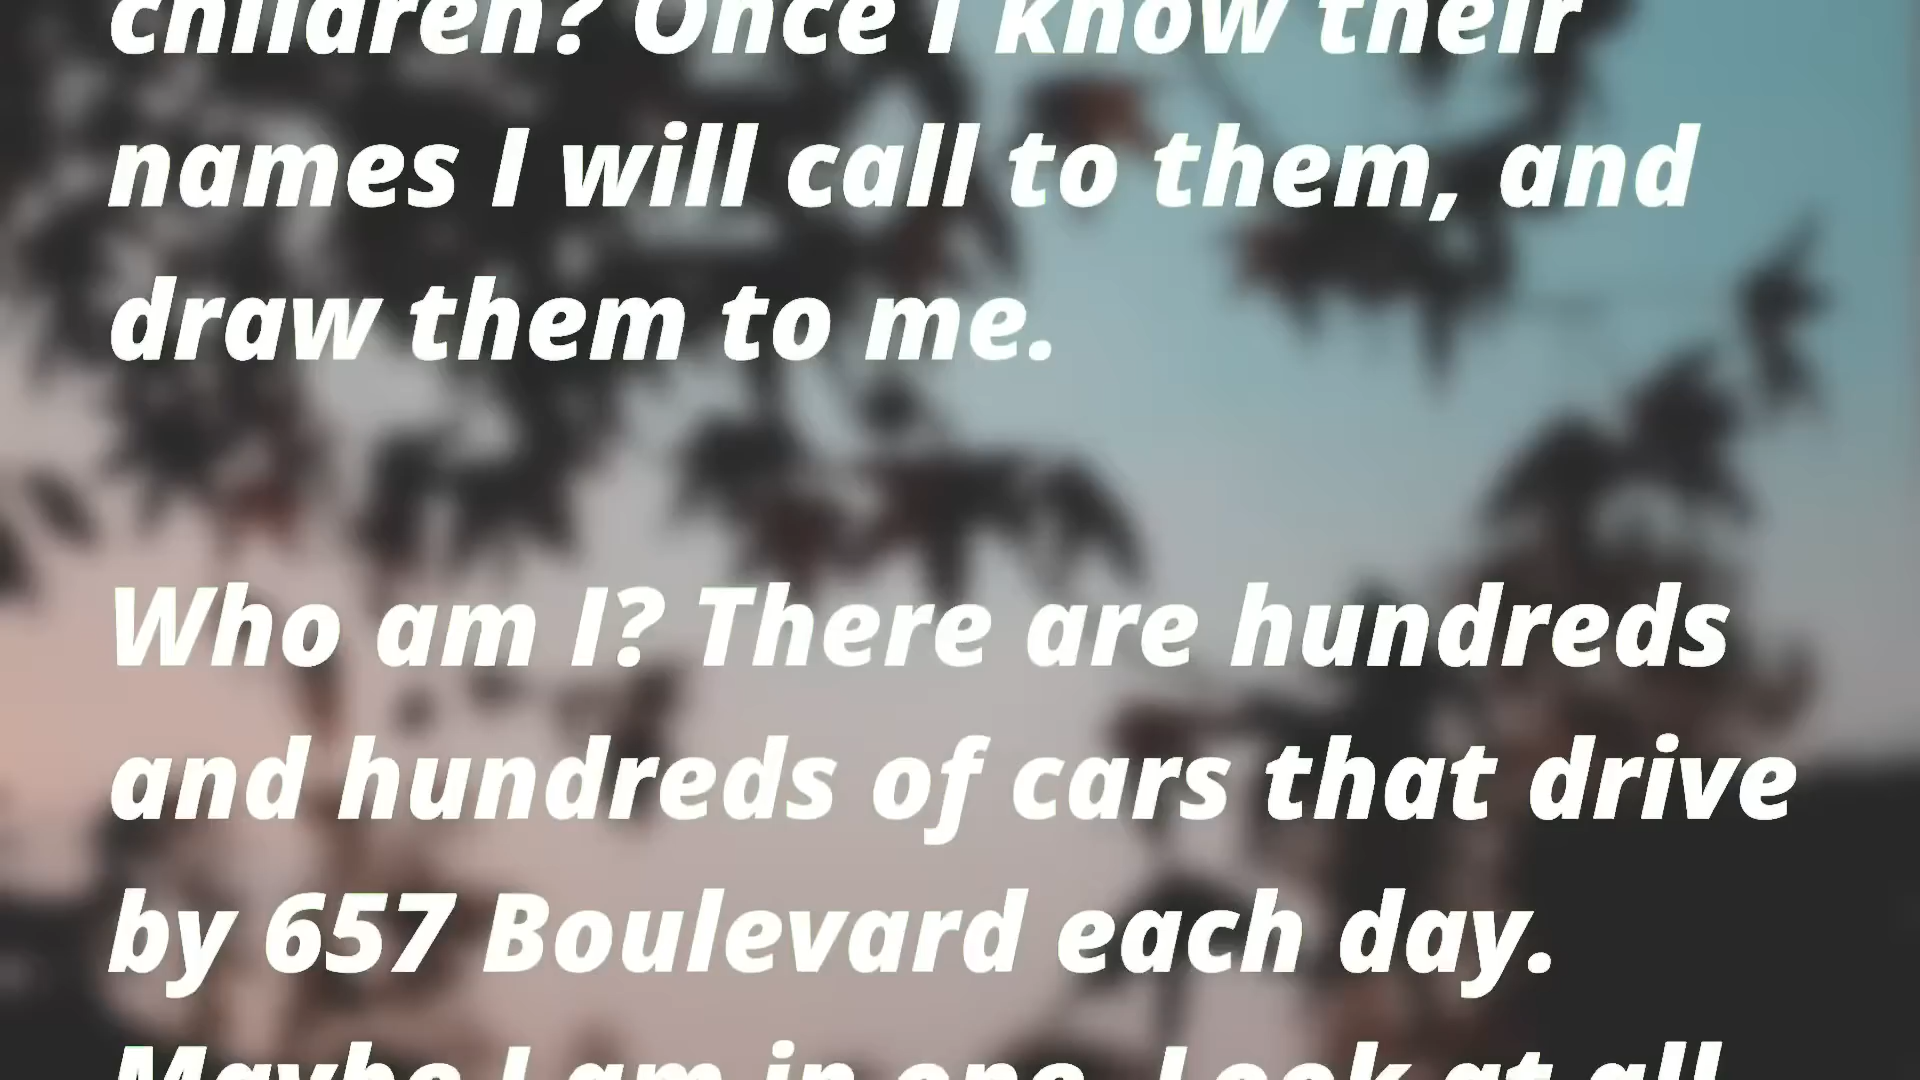 children? Once I know their
names I will call to them, and
draw them to me.
Who am I? There are hundreds
and hundreds of cars that drive
by 657 Boulevard each day.
Maybe I am in one. Look at all